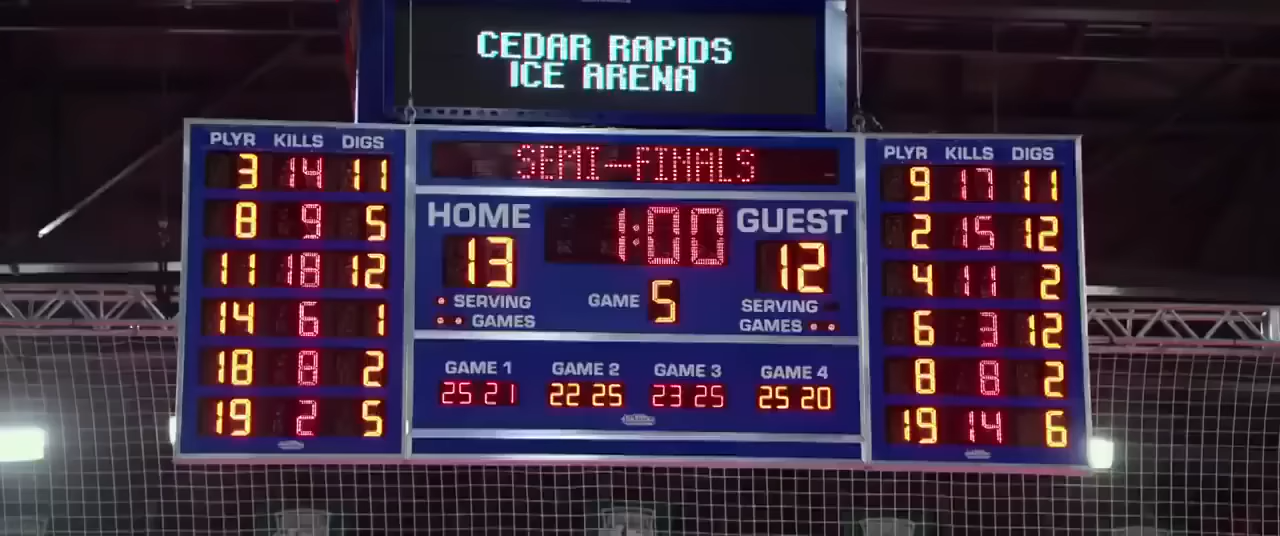 CEDAR RAPIDS
ICE ARENA
PLYR KILLS DIGS
3 14 11
8 9 5
11 18 12
14 6 1
18 8 2
19 2 5
SEMI-FINALS
HOME 1:00 GUEST
13 12
GAME 5
SERVING
GAMES
SERVING
GAMES
GAME 1 GAME 2 GAME 3 GAME 4
25 21 22 25 23 25 25 20
PLYR KILLS DIGS
9 17 11
2 15 12
4 11 2
6 3 12
8 8 2
19 14 6